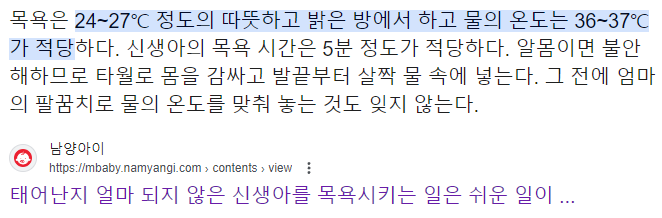 목욕은 24~27℃ 정도의 따뜻하고 밝은 방에서 하고 물의 온도는 36~37℃
가 적당하다. 신생아의 목욕 시간은 5분 정도가 적당하다. 알몸이면 불안
해하므로 타월로 몸을 감싸고 발끝부터 살짝 물 속에 넣는다. 그 전에 엄마
의 팔꿈치로 물의 온도를 맞춰 놓는 것도 잊지 않는다.
남양아이
https://mbaby.namyangi.com › contents › view
태어난지 얼마 되지 않은 신생아를 목욕시키는 일은 쉬운 일이 ...